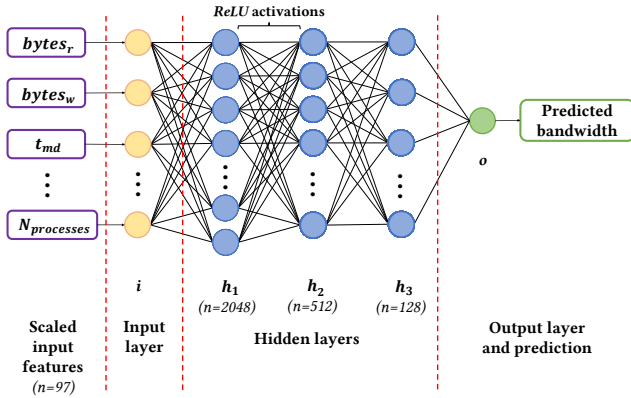 ReLU activations
bytes_r
bytes_w
t_md
N_processes
Predicted
bandwidth
o
i
h_1
(n=2048)
h_2
(n=512)
h_3
(n=128)
Scaled
input
features
(n=97)
Input
layer
Hidden layers
Output layer
and prediction